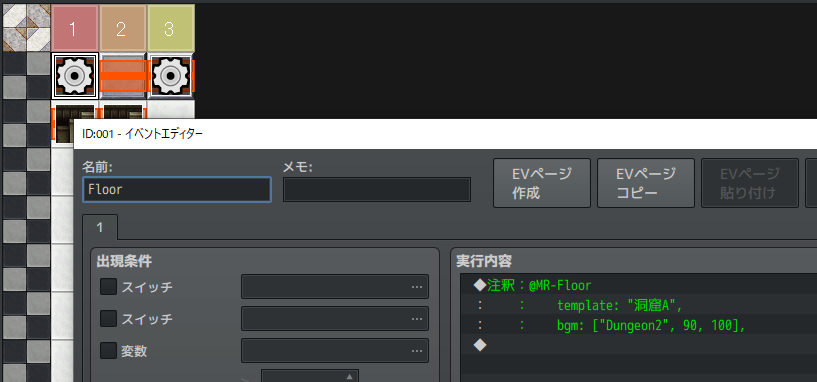 1 2 3
ID:001 - イベントエディター
名前: メモ:
Floor
EVページ
作成
EVページ
コピー
EVページ
貼り付け
1
出現条件
スイッチ ...
スイッチ ...
変数 ...
実行内容
◆注釈：@MR-Floor
： ： template: "洞窟A",
： ： bgm: ["Dungeon2", 90, 100],
◆